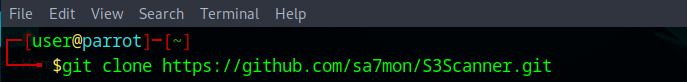 File Edit View Search Terminal Help
┌─[user@parrot]─[~]
└──╼ $git clone https://github.com/sa7mon/S3Scanner.git